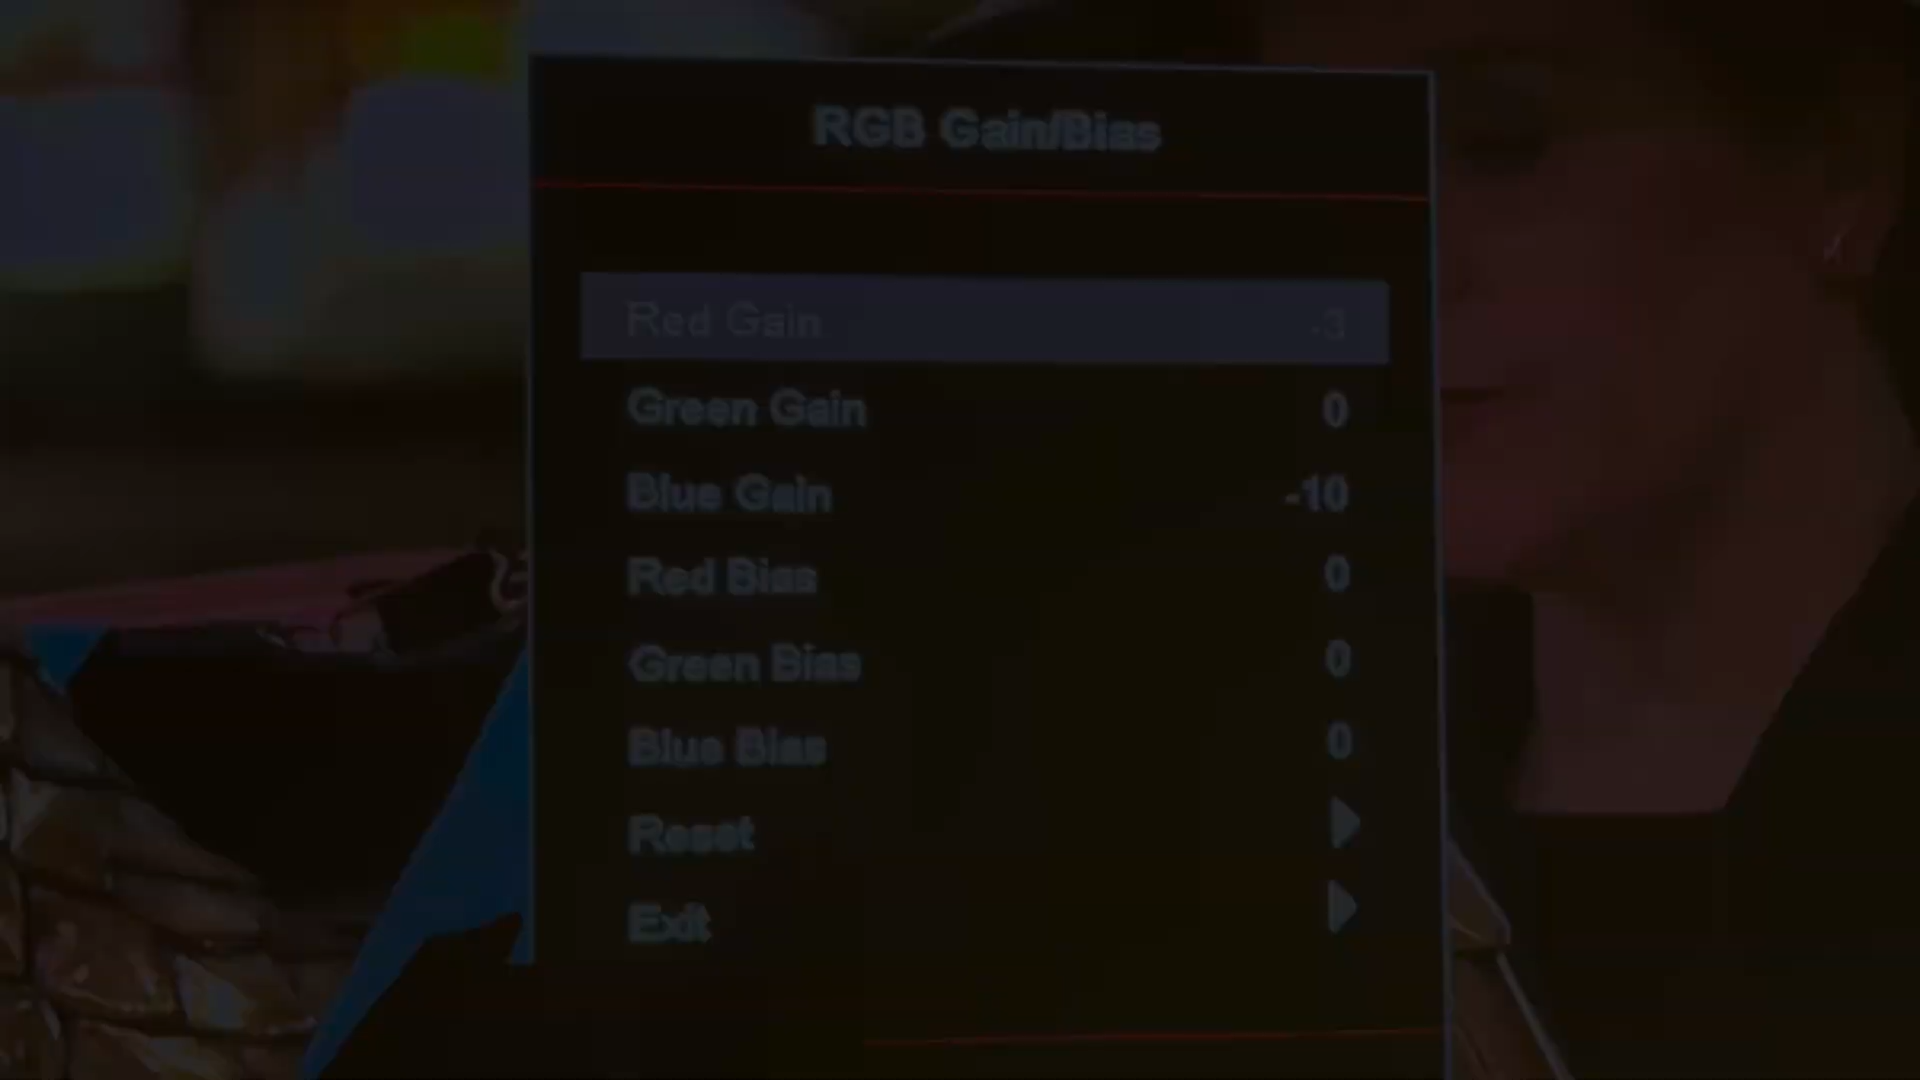 RGB Gain/Bias
Red Gain -3
Green Gain 0
Blue Gain -10
Red Bias 0
Green Bias 0
Blue Bias 0
Reset
Exit